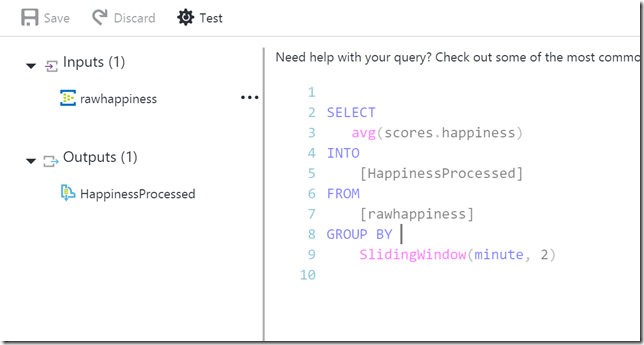 Save Discard Test
Inputs (1)
rawhappiness
Outputs (1)
HappinessProcessed
Need help with your query? Check out some of the most commo
1
2 SELECT
3 avg(scores.happiness)
4 INTO
5 [HappinessProcessed]
6 FROM
7 [rawhappiness]
8 GROUP BY
9 SlidingWindow(minute, 2)
10